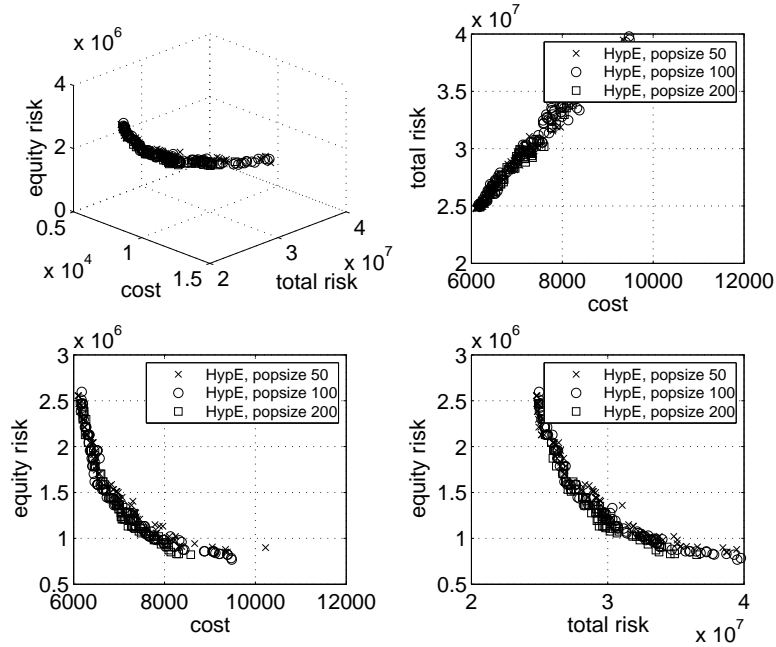 x 10^6
4
2
0
equity risk
0.5
1
1.5
x 10^4
cost
2
3
4
x 10^7
total risk
x 10^7
4
3.5
3
2.5
2
total risk
HypE, popsize 50
HypE, popsize 100
HypE, popsize 200
6000
8000
10000
12000
cost
x 10^6
3
2.5
2
1.5
1
0.5
equity risk
HypE, popsize 50
HypE, popsize 100
HypE, popsize 200
6000
8000
10000
12000
cost
x 10^6
3
2.5
2
1.5
1
0.5
equity risk
HypE, popsize 50
HypE, popsize 100
HypE, popsize 200
2
3
4
total risk
x 10^7